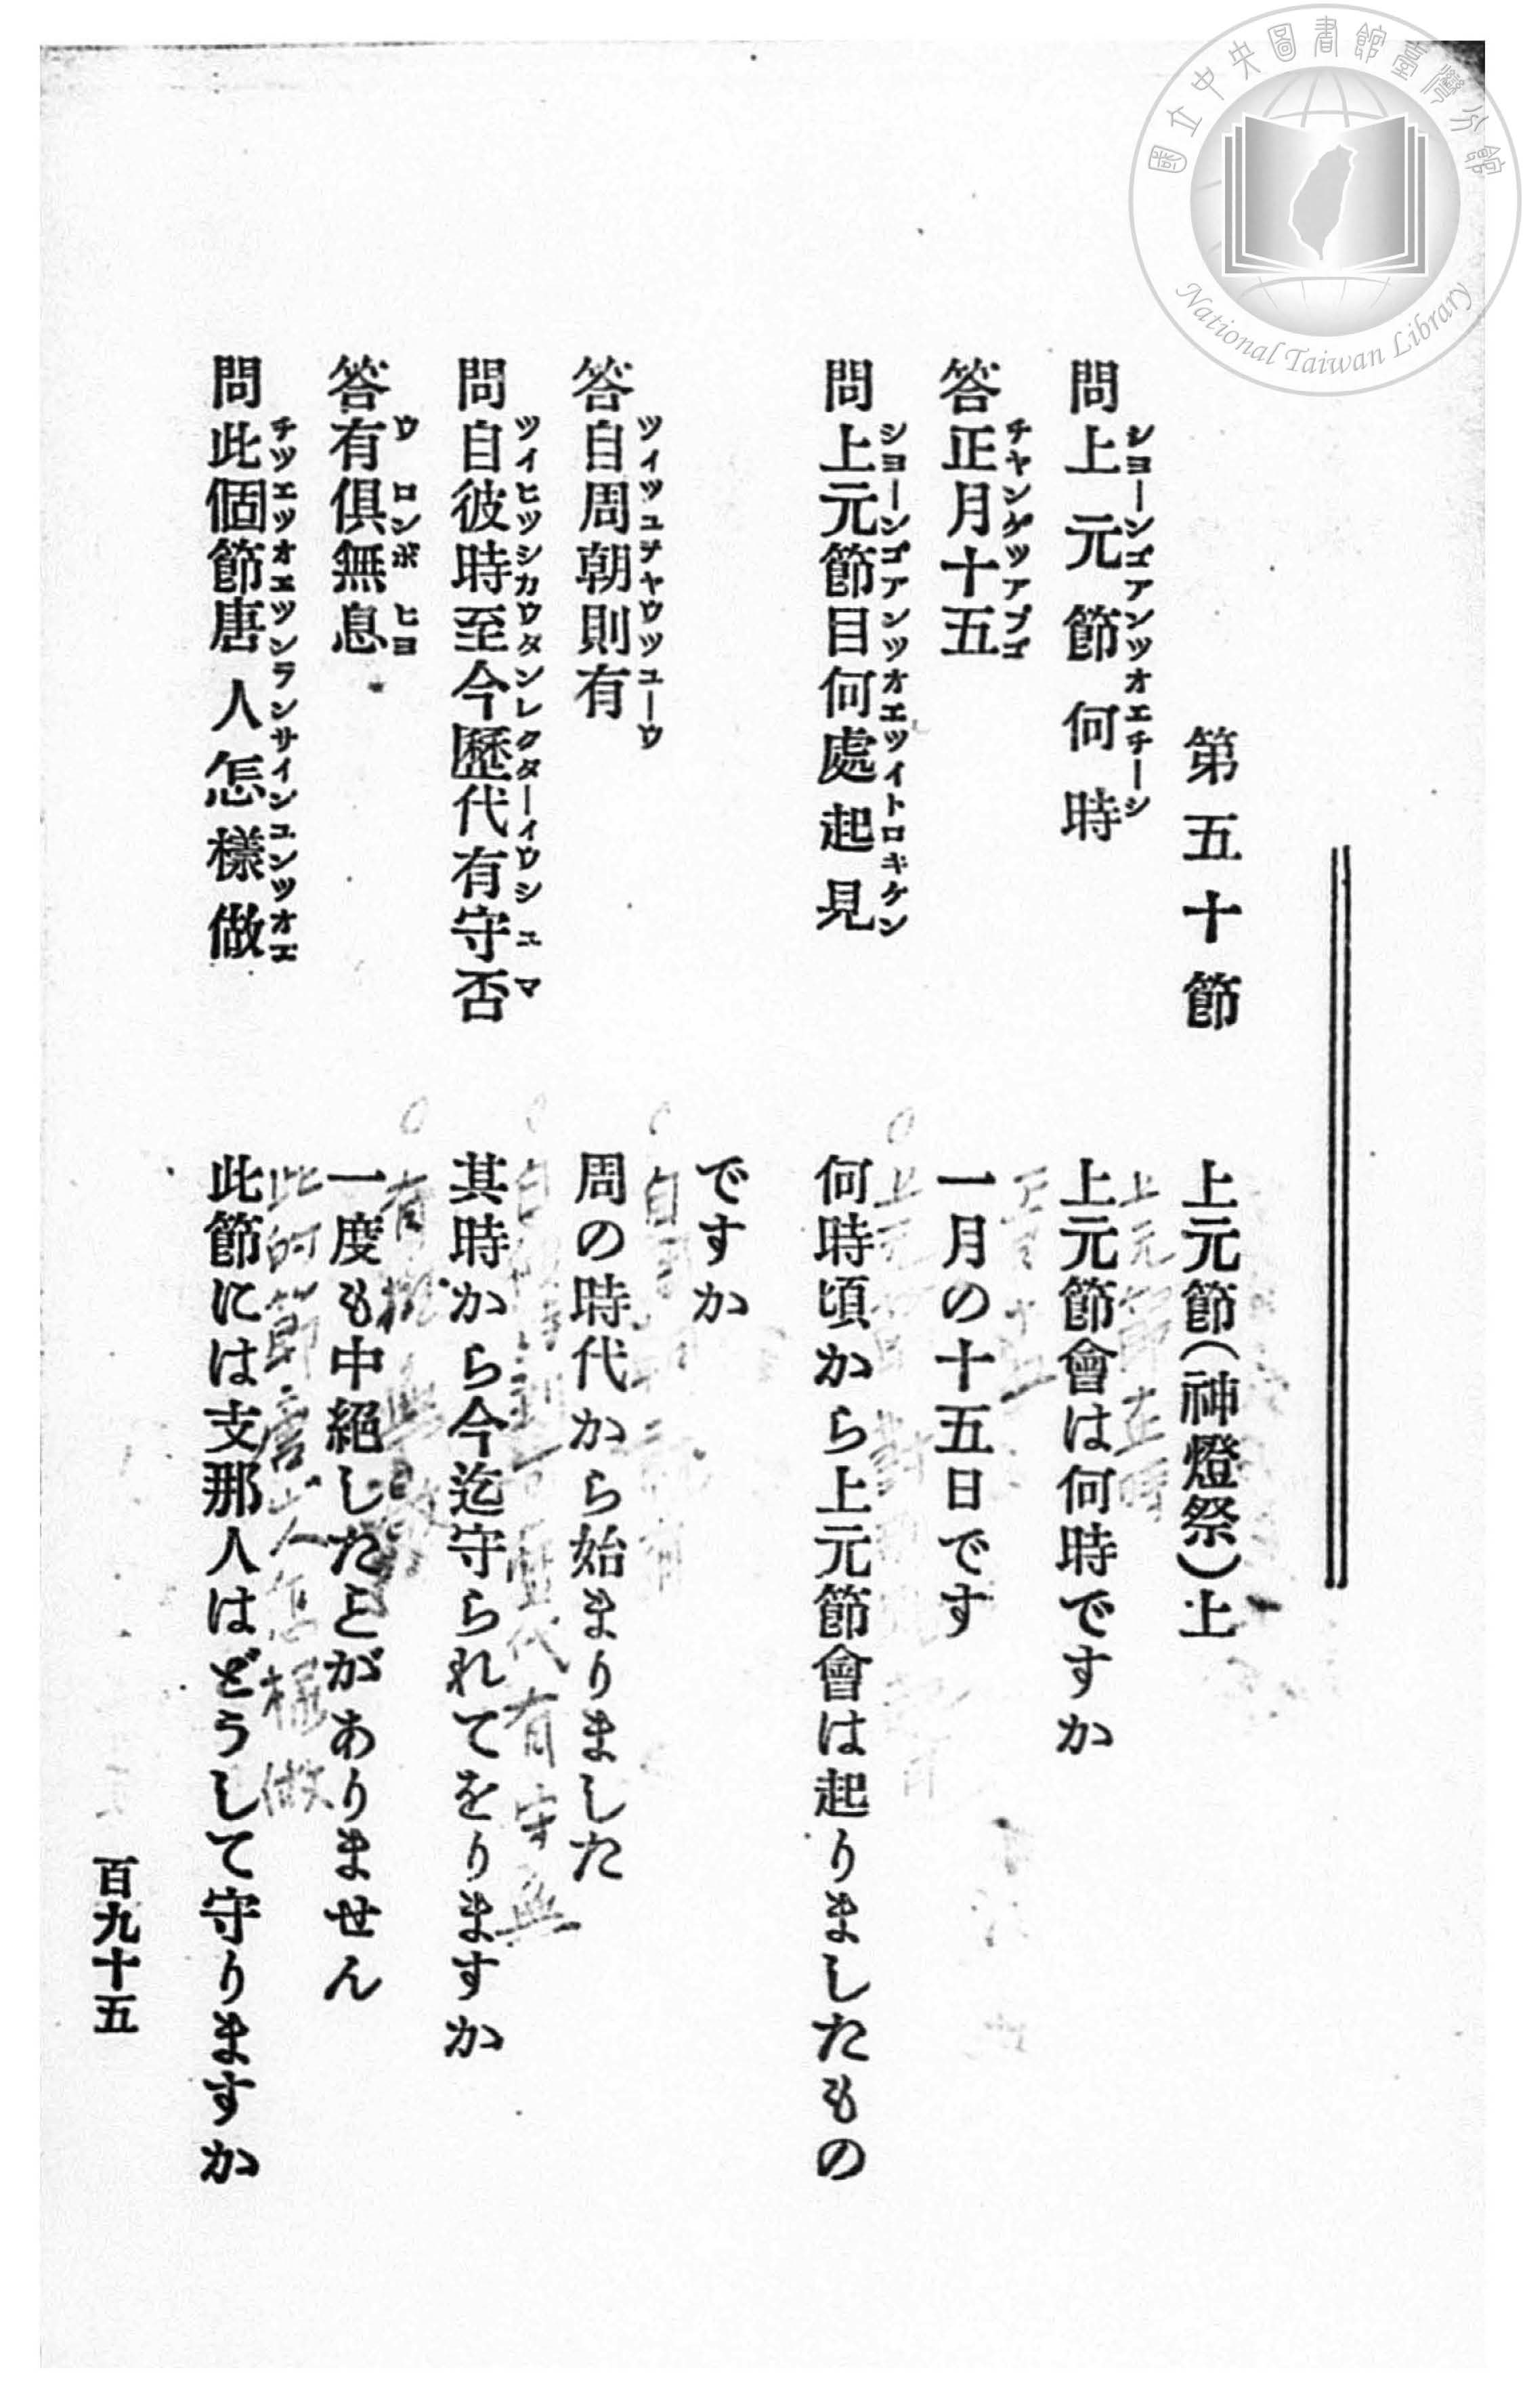 國立中央圖書館臺灣分館
National Taiwan Library
第五十節　上元節(神燈祭)上
問上元節何時　上元節會は何時ですか
シヨーンゴアンツオエチーシ
答正月十五　一月の十五日です
チヤンゲツアプゴ
問上元節目何處起見　何時頃から上元節會は起りましたもの
シヨーンゴアンツオエツイトロキケン
ですか
答自周朝則有　周の時代から始まりました
ツイツユチヤウツユーウ
問自彼時至今歷代有守否　其時から今迄守られてをりますか
ツイヒツシカウタンレクターイウシユマ
答有俱無息　一度も中絕したとがありません
ウロンボヒヨ
問此個節唐人怎樣做　此節には支那人はどうして守りますか
チツエツオエツンランサインユンツオエ
此的節唐山人怎樣做
百九十五